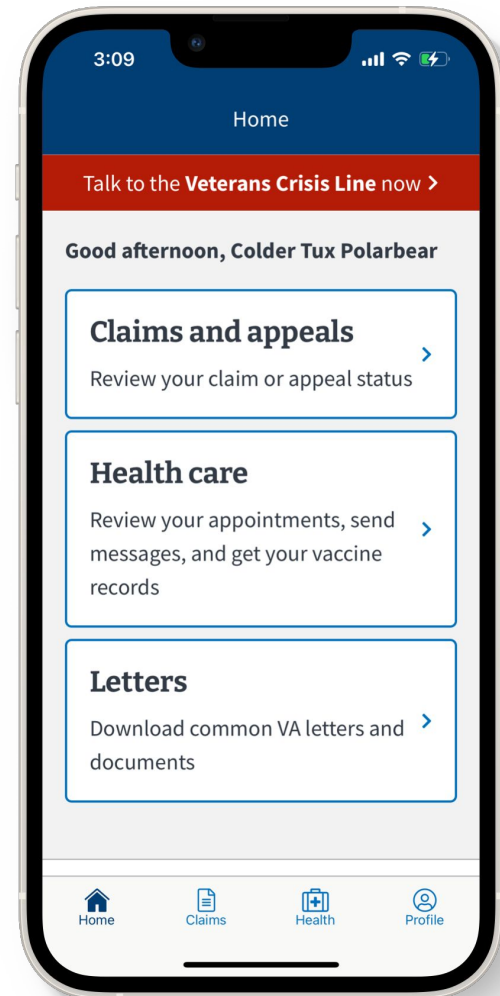 3:09
Home
Talk to the Veterans Crisis Line now
Good afternoon, Colder Tux Polarbear
Claims and appeals
Review your claim or appeal status
Health care
Review your appointments, send
messages, and get your vaccine
records
Letters
Download common VA letters and
documents
Home Claims Health Profile